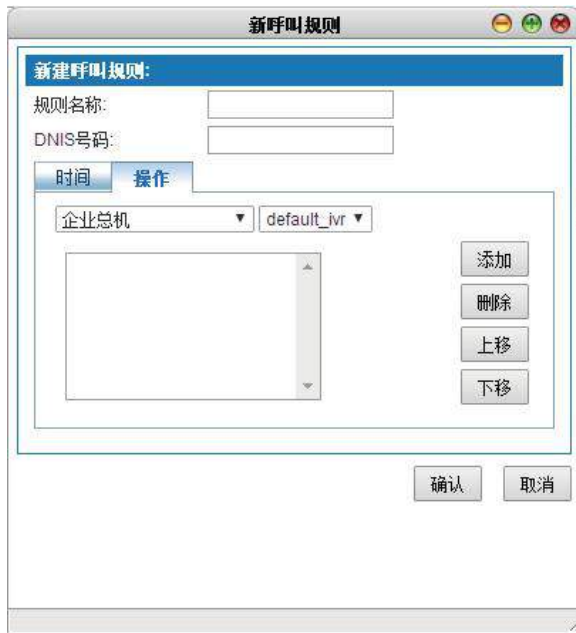 新呼叫规则
新建呼叫规则:
规则名称:
DNIS号码:
时间 操作
企业总机 default_ivr
添加
删除
上移
下移
确认 取消